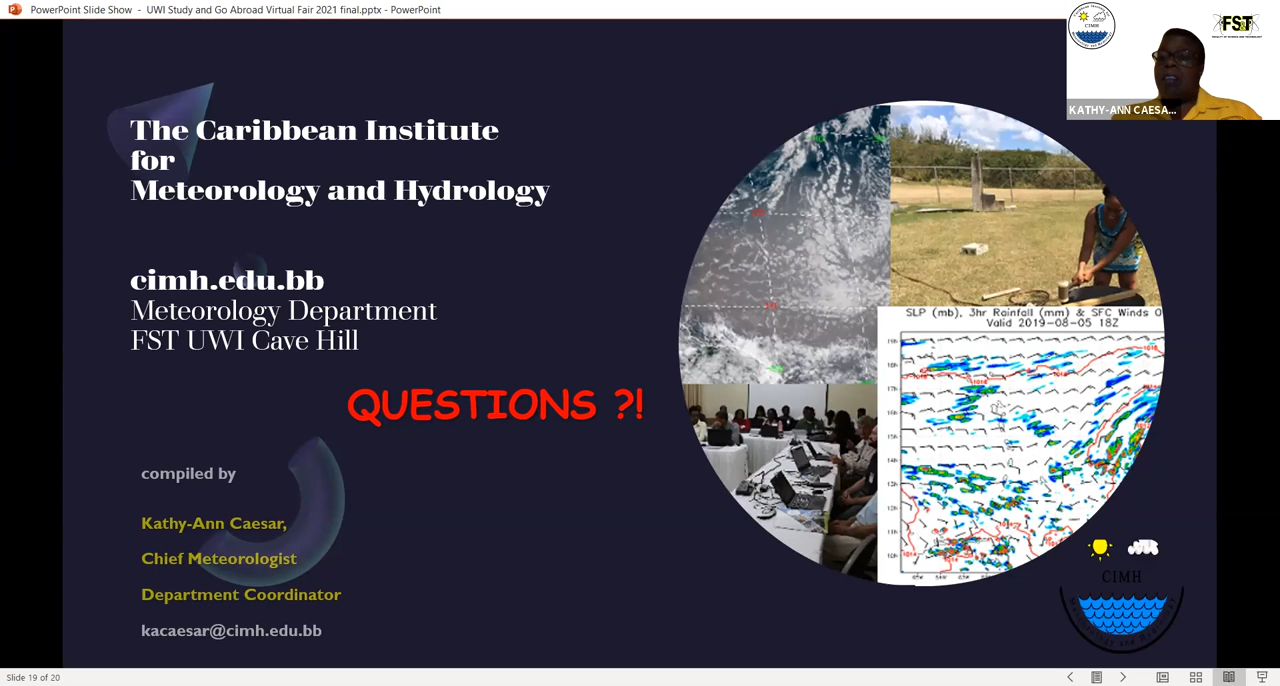 PowerPoint Slide Show - UWI Study and Go Abroad Virtual Fair 2021 final.pptx - PowerPoint
CIMH
FST
KATHY-ANN CAESA...
The Caribbean Institute
for
Meteorology and Hydrology
cimh.edu.bb
Meteorology Department
FST UWI Cave Hill
QUESTIONS ?!
compiled by
Kathy-Ann Caesar,
Chief Meteorologist
Department Coordinator
kacaesar@cimh.edu.bb
SLP (mb), 3hr Rainfall (mm) & SFC Winds 0
Valid 2019-08-05 18Z
CIMH
Slide 19 of 20